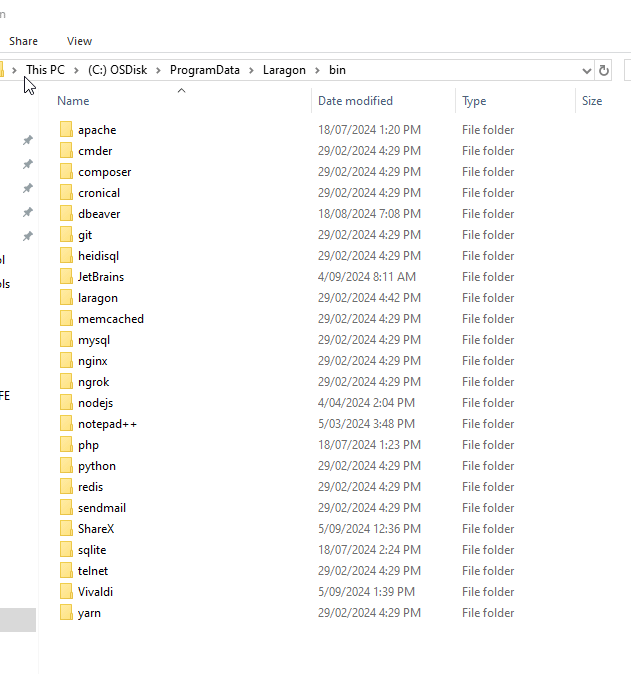 n
Share View
This PC > (C:) OSDisk > ProgramData > Laragon > bin
Name Date modified Type Size
apache 18/07/2024 1:20 PM File folder
cmder 29/02/2024 4:29 PM File folder
composer 29/02/2024 4:29 PM File folder
cronical 29/02/2024 4:29 PM File folder
dbeaver 18/08/2024 7:08 PM File folder
git 29/02/2024 4:29 PM File folder
ol
heidisql 29/02/2024 4:29 PM File folder
JetBrains 4/09/2024 8:11 AM File folder
ols
laragon 29/02/2024 4:42 PM File folder
memcached 29/02/2024 4:29 PM File folder
mysql 29/02/2024 4:29 PM File folder
nginx 29/02/2024 4:29 PM File folder
ngrok 29/02/2024 4:29 PM File folder
FE
nodejs 4/04/2024 2:04 PM File folder
notepad++ 5/03/2024 3:48 PM File folder
php 18/07/2024 1:23 PM File folder
python 29/02/2024 4:29 PM File folder
redis 29/02/2024 4:29 PM File folder
sendmail 29/02/2024 4:29 PM File folder
ShareX 5/09/2024 12:36 PM File folder
sqlite 18/07/2024 2:24 PM File folder
telnet 29/02/2024 4:29 PM File folder
Vivaldi 5/09/2024 1:39 PM File folder
yarn 29/02/2024 4:29 PM File folder